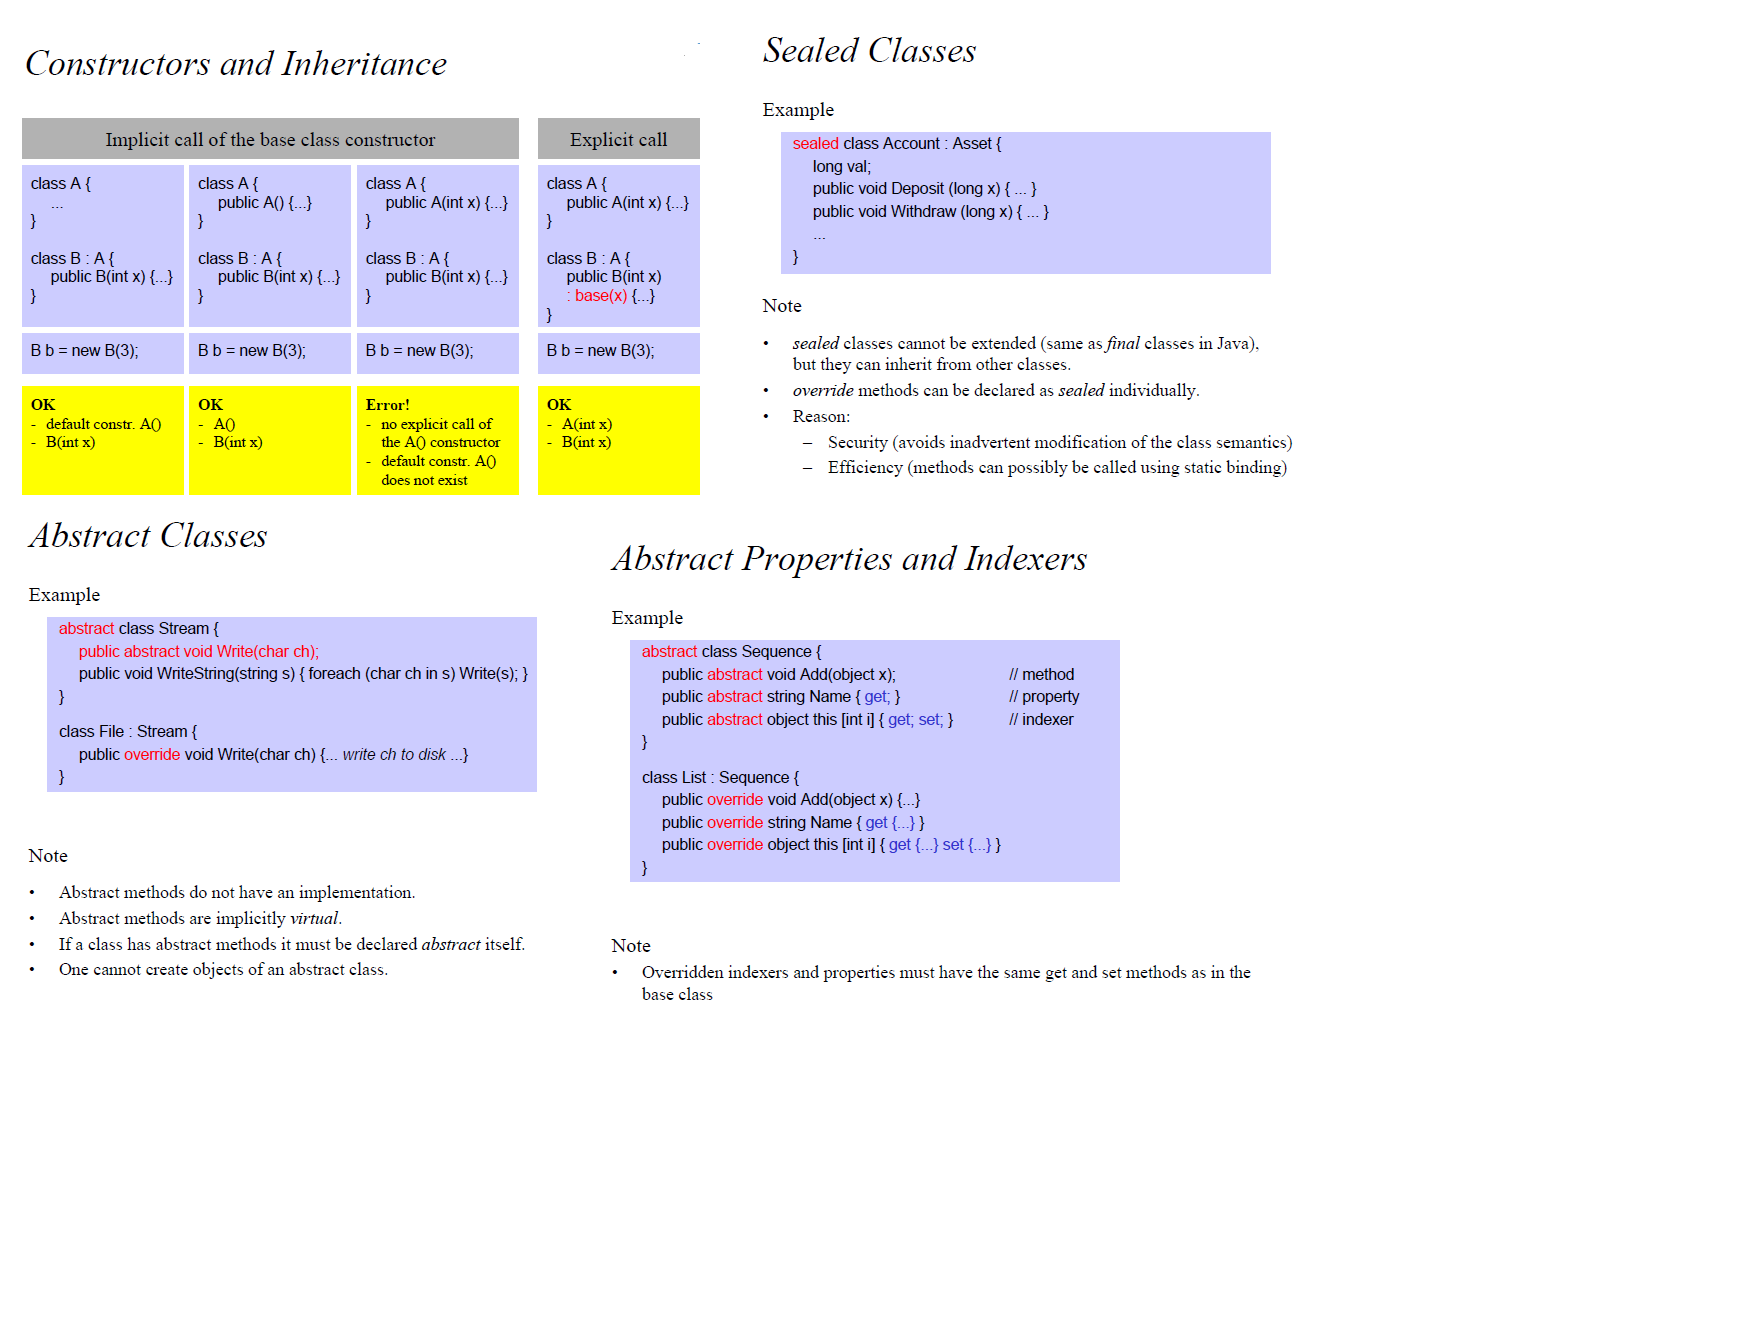 Constructors and Inheritance
Implicit call of the base class constructor
Explicit call
class A {
...
}
class B : A {
public B(int x) {...}
}
B b = new B(3);
OK
- default constr. A()
- B(int x)
class A {
public A() {...}
}
class B : A {
public B(int x) {...}
}
B b = new B(3);
OK
- A()
- B(int x)
class A {
public A(int x) {...}
}
class B : A {
public B(int x) {...}
}
B b = new B(3);
Error!
- no explicit call of
the A() constructor
- default constr. A()
does not exist
class A {
public A(int x) {...}
}
class B : A {
public B(int x)
: base(x) {...}
}
B b = new B(3);
OK
- A(int x)
- B(int x)
Sealed Classes
Example
sealed class Account : Asset {
long val;
public void Deposit (long x) { ... }
public void Withdraw (long x) { ... }
...
}
Note
• sealed classes cannot be extended (same as final classes in Java),
but they can inherit from other classes.
• override methods can be declared as sealed individually.
• Reason:
– Security (avoids inadvertent modification of the class semantics)
– Efficiency (methods can possibly be called using static binding)
Abstract Classes
Example
abstract class Stream {
public abstract void Write(char ch);
public void WriteString(string s) { foreach (char ch in s) Write(s); }
}
class File : Stream {
public override void Write(char ch) {... write ch to disk ...}
}
Note
• Abstract methods do not have an implementation.
• Abstract methods are implicitly virtual.
• If a class has abstract methods it must be declared abstract itself.
• One cannot create objects of an abstract class.
Abstract Properties and Indexers
Example
abstract class Sequence {
public abstract void Add(object x); // method
public abstract string Name { get; } // property
public abstract object this [int i] { get; set; } // indexer
}
class List : Sequence {
public override void Add(object x) {...}
public override string Name { get {...} }
public override object this [int i] { get {...} set {...} }
}
Note
• Overridden indexers and properties must have the same get and set methods as in the
base class